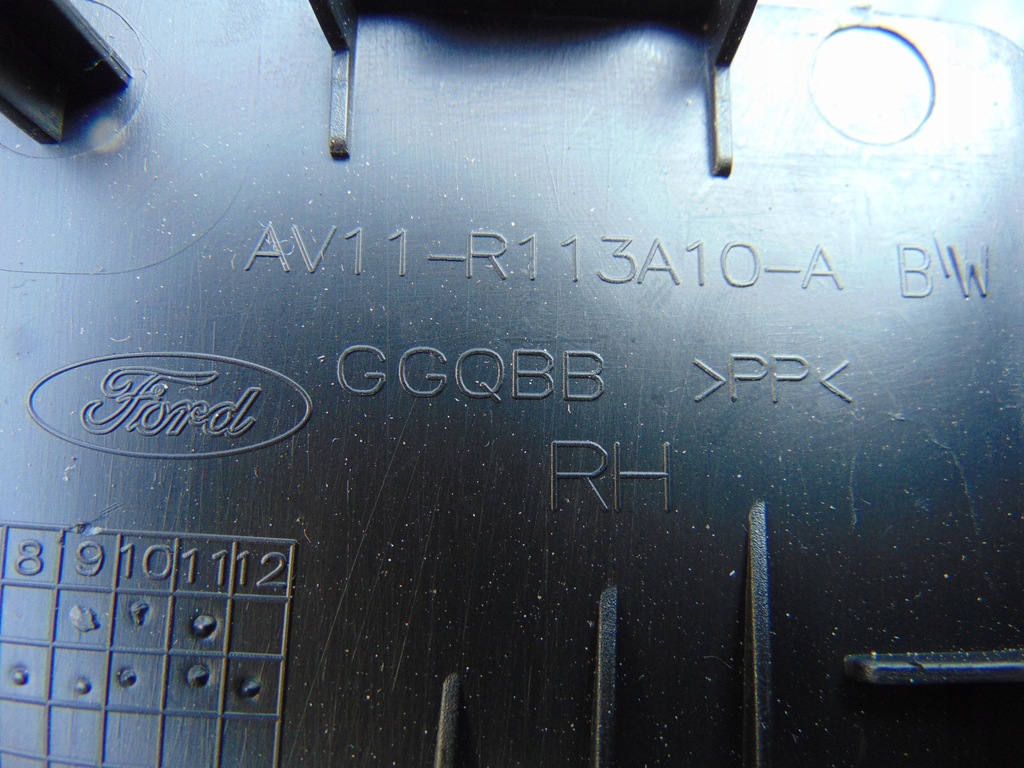 AV11-R113A10-A BW
Ford GGQBB >PP<
RH
8 9 10 11 12